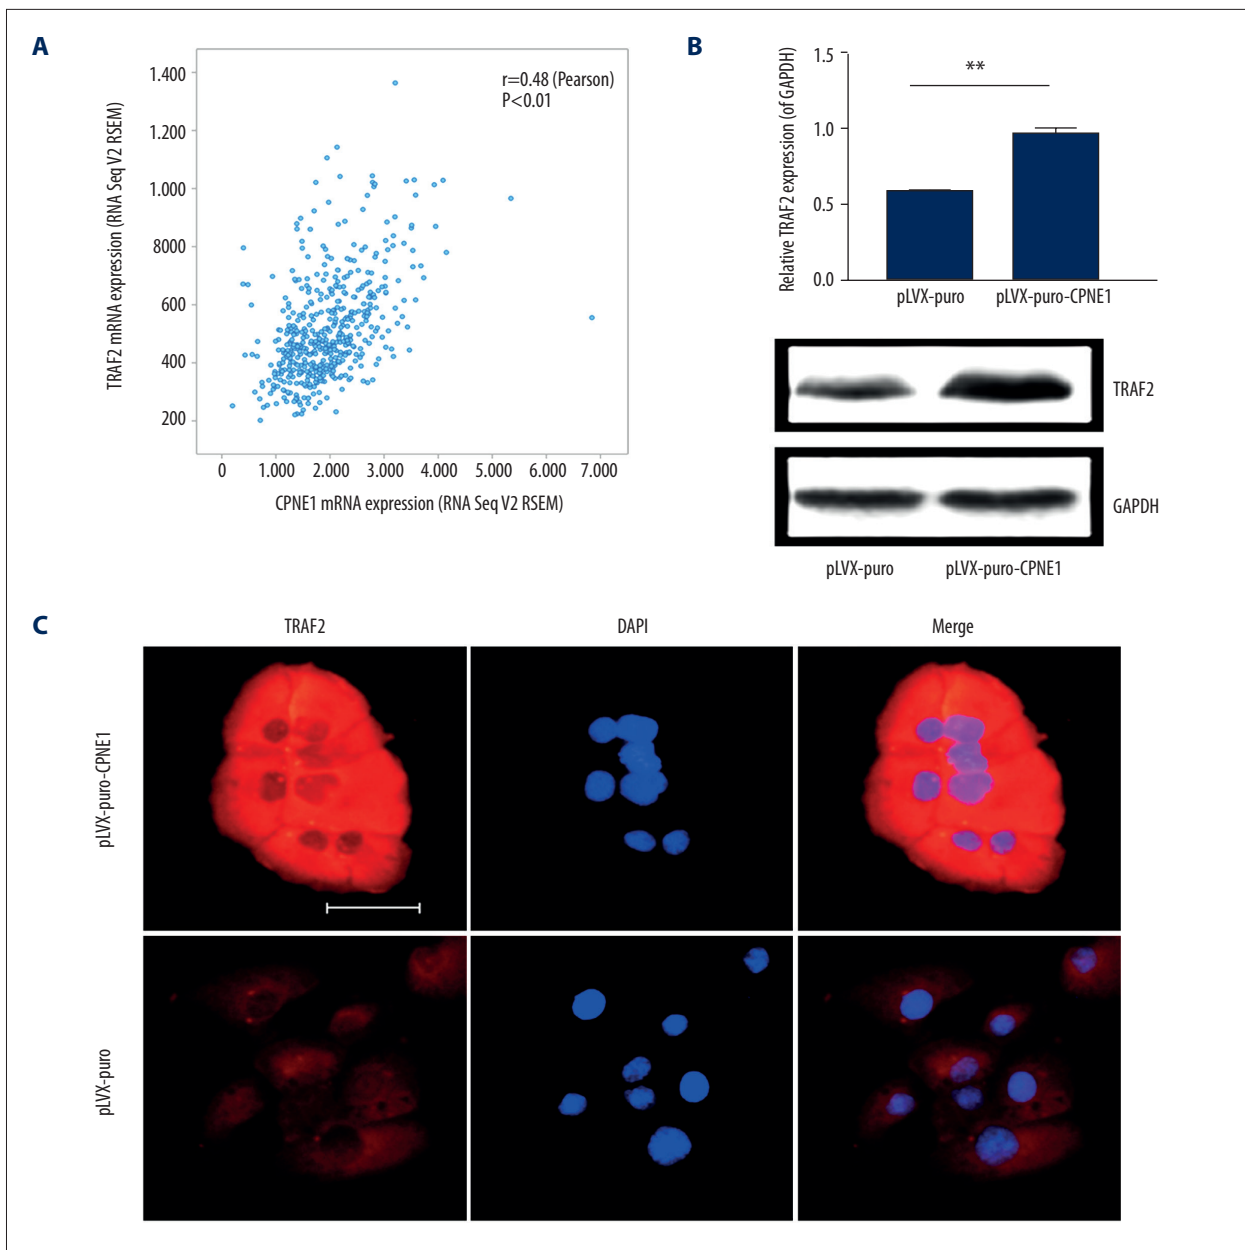 A
TRAF2 mRNA expression (RNA Seq V2 RSEM)
1.400
1.200
1.000
8000
600
400
200
r=0.48 (Pearson)
P<0.01
0 1.000 2.000 3.000 4.000 5.000 6.000 7.000
CPNE1 mRNA expression (RNA Seq V2 RSEM)
B
Relative TRAF2 expression (of GAPDH)
1.5
1.0
0.5
0.0
**
pLVX-puro pLVX-puro-CPNE1
TRAF2
GAPDH
pLVX-puro pLVX-puro-CPNE1
C
TRAF2 DAPI Merge
pLVX-puro-CPNE1
pLVX-puro